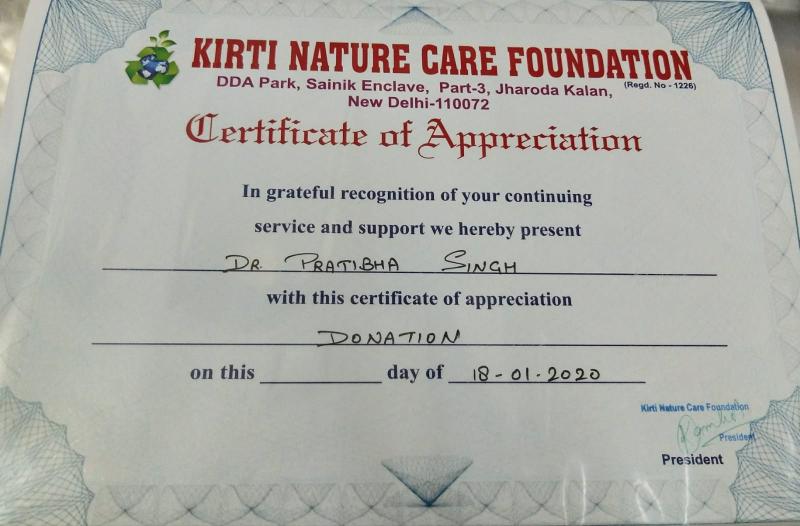 KIRTI NATURE CARE FOUNDATION
(Regd. No - 1226)
DDA Park, Sainik Enclave, Part-3, Jharoda Kalan,
New Delhi-110072
Certificate of Appreciation
In grateful recognition of your continuing
service and support we hereby present
DR. PRATIBHA SINGH
with this certificate of appreciation
DONATION
on this ____________ day of 18-01-2020
Kirti Nature Care Foundation
President
President